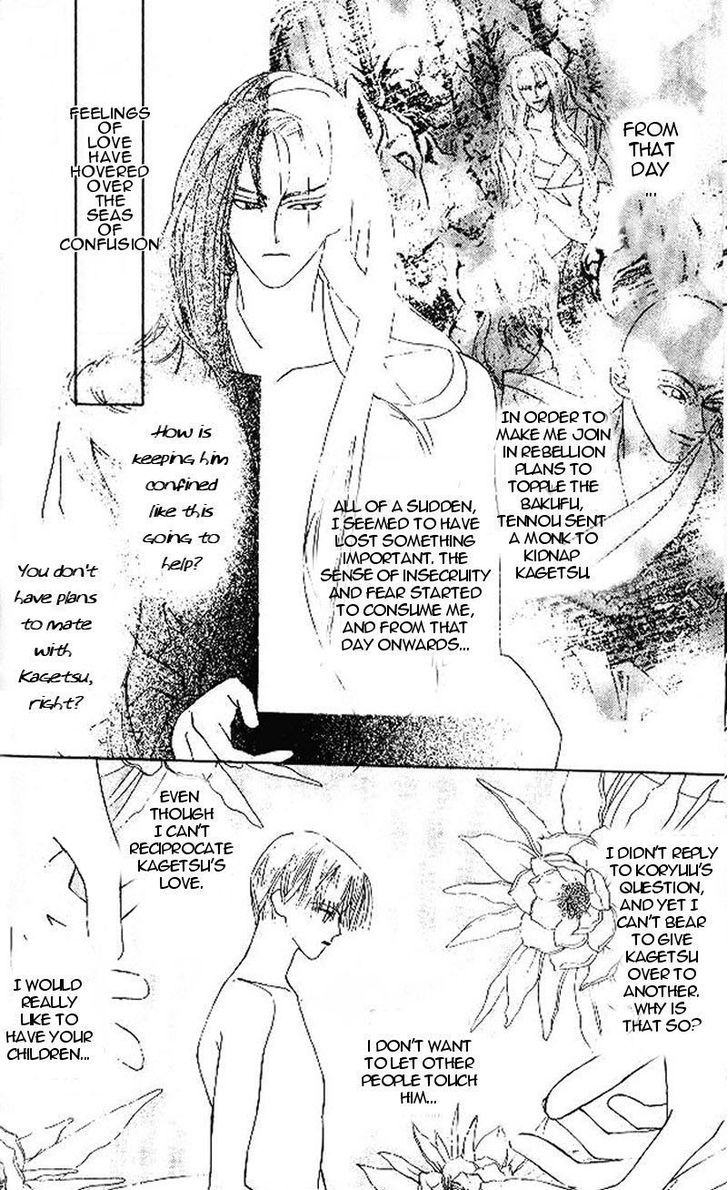 FROM
THAT
DAY
...
IN ORDER TO
MAKE ME JOIN
IN REBELLION
PLANS TO
TOPPLE THE
BAKUFU,
TENNOU SENT
A MONK TO
KIDNAP
KAGETSU
ALL OF A SUDDEN,
I SEEMED TO HAVE
LOST SOMETHING
IMPORTANT. THE
SENSE OF INSECRUITY
AND FEAR STARTED
TO CONSUME ME,
AND FROM THAT
DAY ONWARDS...
FEELINGS
OF
LOVE
HAVE
HOVERED
OVER
THE
SEAS
OF
CONFUSION
How is
keeping him
confined
like this
going to
help?
You don't
have plans
to mate
with
Kagetsu,
right?
I DIDN'T REPLY
TO KORYUU'S
QUESTION,
AND YET I
CAN'T BEAR
TO GIVE
KAGETSU
OVER TO
ANOTHER.
WHY IS
THAT SO?
EVEN
THOUGH
I CAN'T
RECIPROCATE
KAGETSU'S
LOVE.
I DON'T WANT
TO LET OTHER
PEOPLE TOUCH
HIM...
I WOULD
REALLY
LIKE TO
HAVE YOUR
CHILDREN...